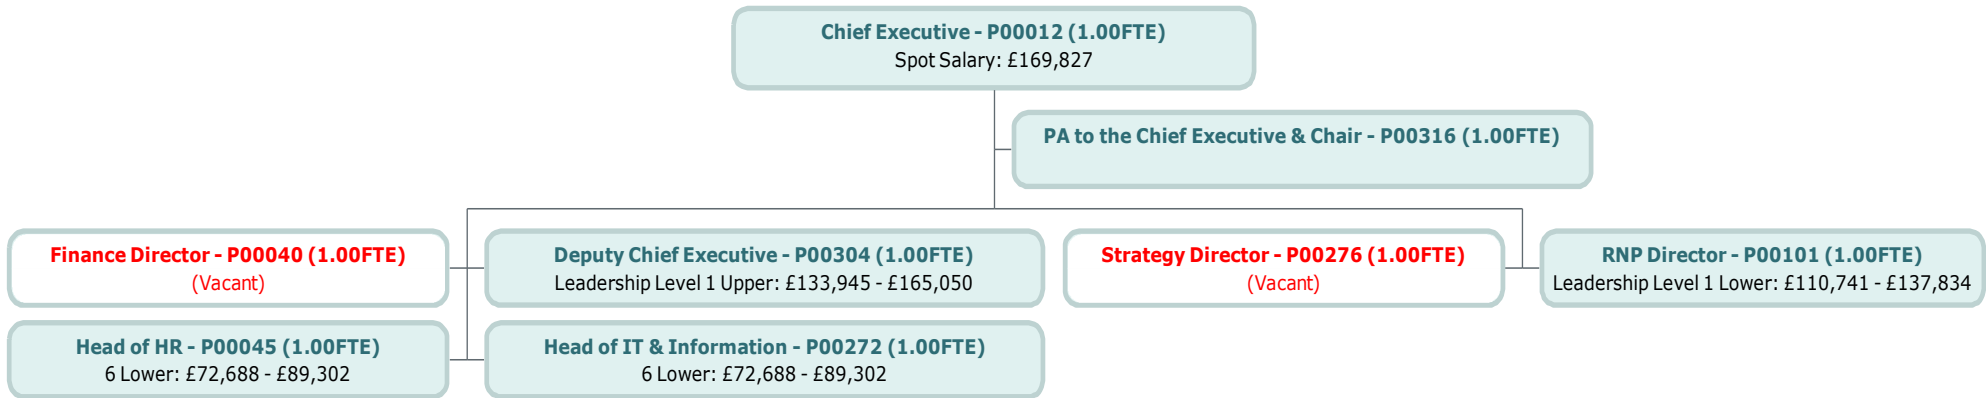 Chief Executive - P00012 (1.00FTE)
Spot Salary: £169,827
PA to the Chief Executive & Chair - P00316 (1.00FTE)
Finance Director - P00040 (1.00FTE)
(Vacant)
Deputy Chief Executive - P00304 (1.00FTE)
Leadership Level 1 Upper: £133,945 - £165,050
Strategy Director - P00276 (1.00FTE)
(Vacant)
RNP Director - P00101 (1.00FTE)
Leadership Level 1 Lower: £110,741 - £137,834
Head of HR - P00045 (1.00FTE)
6 Lower: £72,688 - £89,302
Head of IT & Information - P00272 (1.00FTE)
6 Lower: £72,688 - £89,302